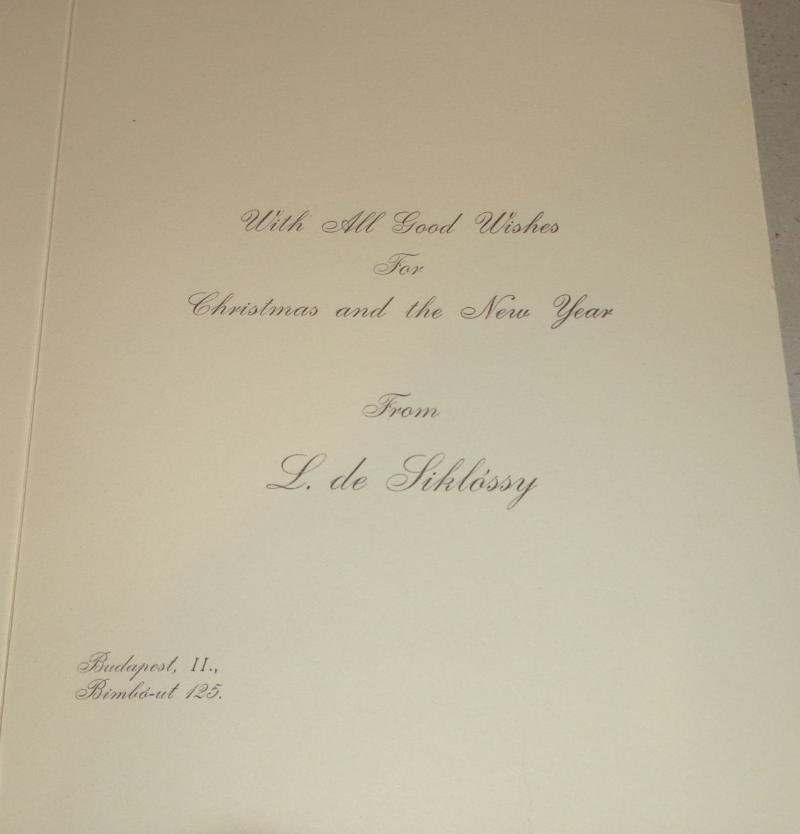 With All Good Wishes
For
Christmas and the New Year
From
L. de Siklóssy
Budapest, II.,
Bimbó-ut 125.